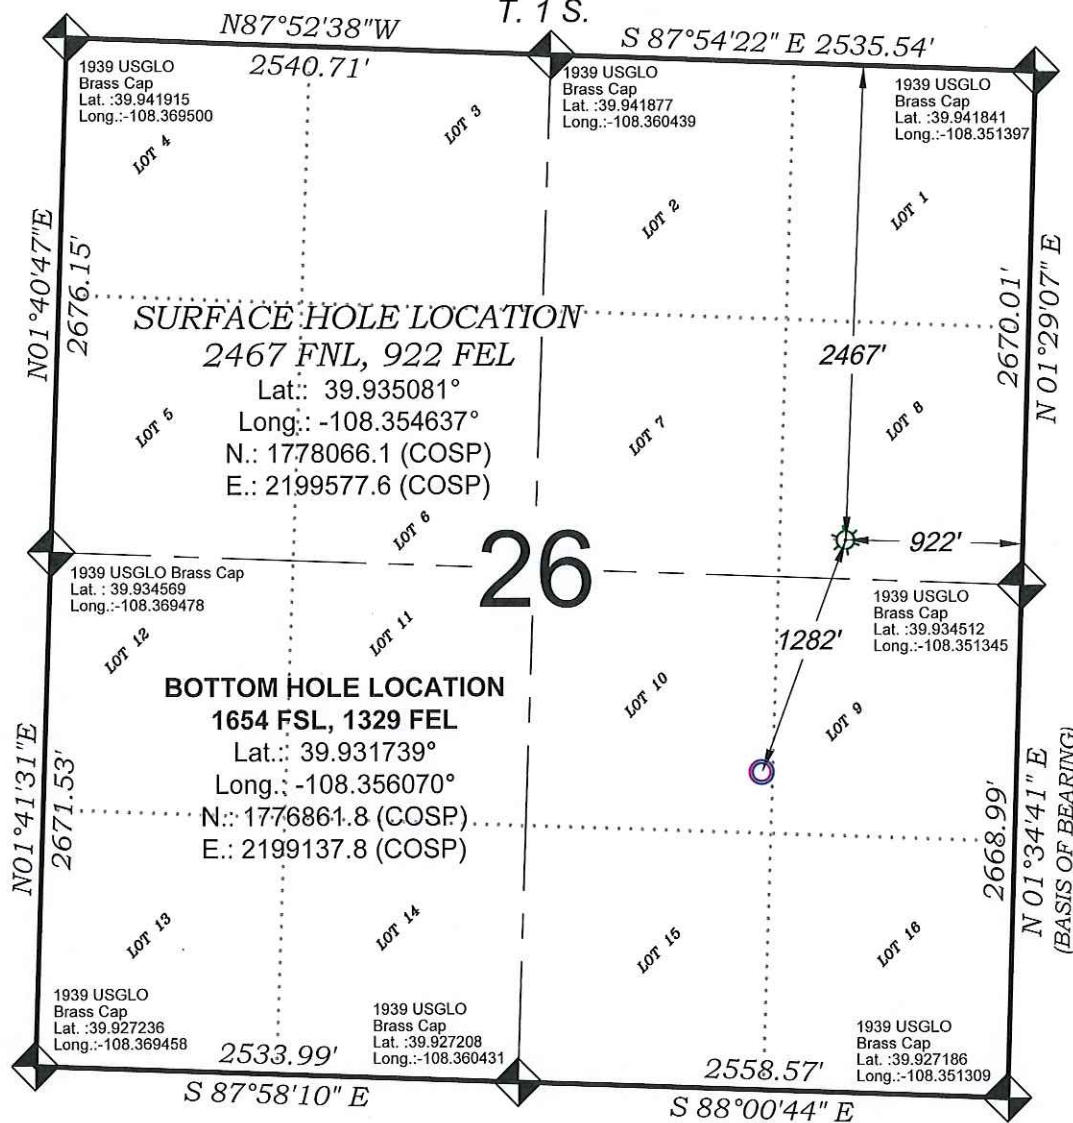 T. 1 S.
N87°52'38"W
2540.71'
S 87°54'22" E 2535.54'
1939 USGLO
Brass Cap
Lat. :39.941915
Long.:-108.369500
1939 USGLO
Brass Cap
Lat. :39.941877
Long.:-108.360439
1939 USGLO
Brass Cap
Lat. :39.941841
Long.:-108.351397
LOT 4
LOT 3
LOT 2
LOT 1
N01°40'47"E
2676.15'
2670.01'
N 01°29'07" E
SURFACE HOLE LOCATION
2467 FNL, 922 FEL
Lat.: 39.935081°
Long.: -108.354637°
N.: 1778066.1 (COSP)
E.: 2199577.6 (COSP)
2467'
LOT 5
LOT 6
LOT 7
LOT 8
26
922'
1939 USGLO Brass Cap
Lat. : 39.934569
Long.:-108.369478
1939 USGLO
Brass Cap
Lat. :39.934512
Long.:-108.351345
1282'
LOT 12
LOT 11
LOT 10
LOT 9
BOTTOM HOLE LOCATION
1654 FSL, 1329 FEL
Lat.: 39.931739°
Long.: -108.356070°
N.: 1776861.8 (COSP)
E.: 2199137.8 (COSP)
N01°41'31"E
2671.53'
2668.99'
N 01°34'41" E
(BASIS OF BEARING)
LOT 13
LOT 14
LOT 15
LOT 16
1939 USGLO
Brass Cap
Lat. :39.927236
Long.:-108.369458
1939 USGLO
Brass Cap
Lat. :39.927208
Long.:-108.360431
1939 USGLO
Brass Cap
Lat. :39.927186
Long.:-108.351309
2533.99'
S 87°58'10" E
2558.57'
S 88°00'44" E